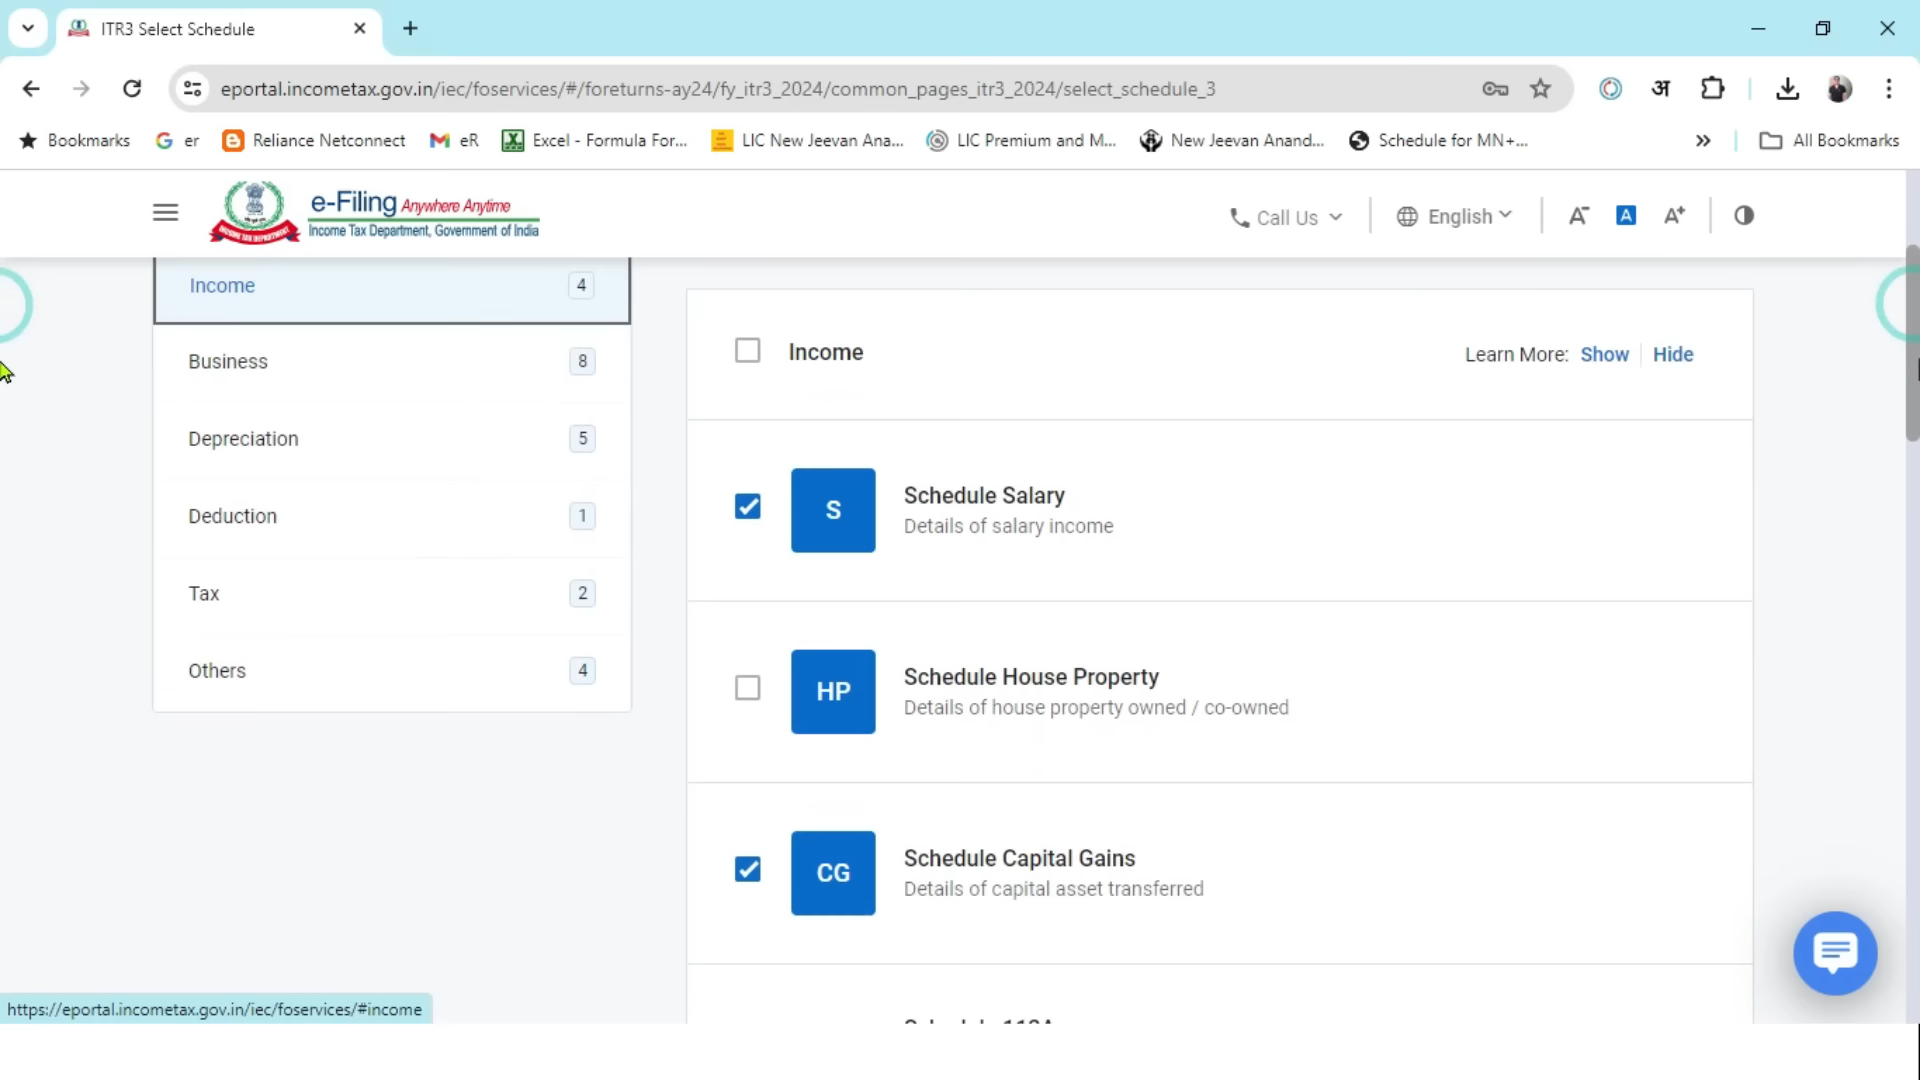 ITR3 Select Schedule
eportal.incometax.gov.in/iec/foservices/#/foreturns-ay24/fy_itr3_2024/common_pages_itr3_2024/select_schedule_3
अ
Bookmarks er Reliance Netconnect eR Excel - Formula For... LIC New Jeevan Ana... LIC Premium and M... New Jeevan Anand... Schedule for MN+... All Bookmarks
e-Filing Anywhere Anytime
Income Tax Department, Government of India
INCOME TAX DEPARTMENT
Call Us English A- A A+
Income 4
Business 8
Depreciation 5
Deduction 1
Tax 2
Others 4
Income Learn More: Show Hide
S Schedule Salary
Details of salary income
HP Schedule House Property
Details of house property owned / co-owned
CG Schedule Capital Gains
Details of capital asset transferred
https://eportal.incometax.gov.in/iec/foservices/#income